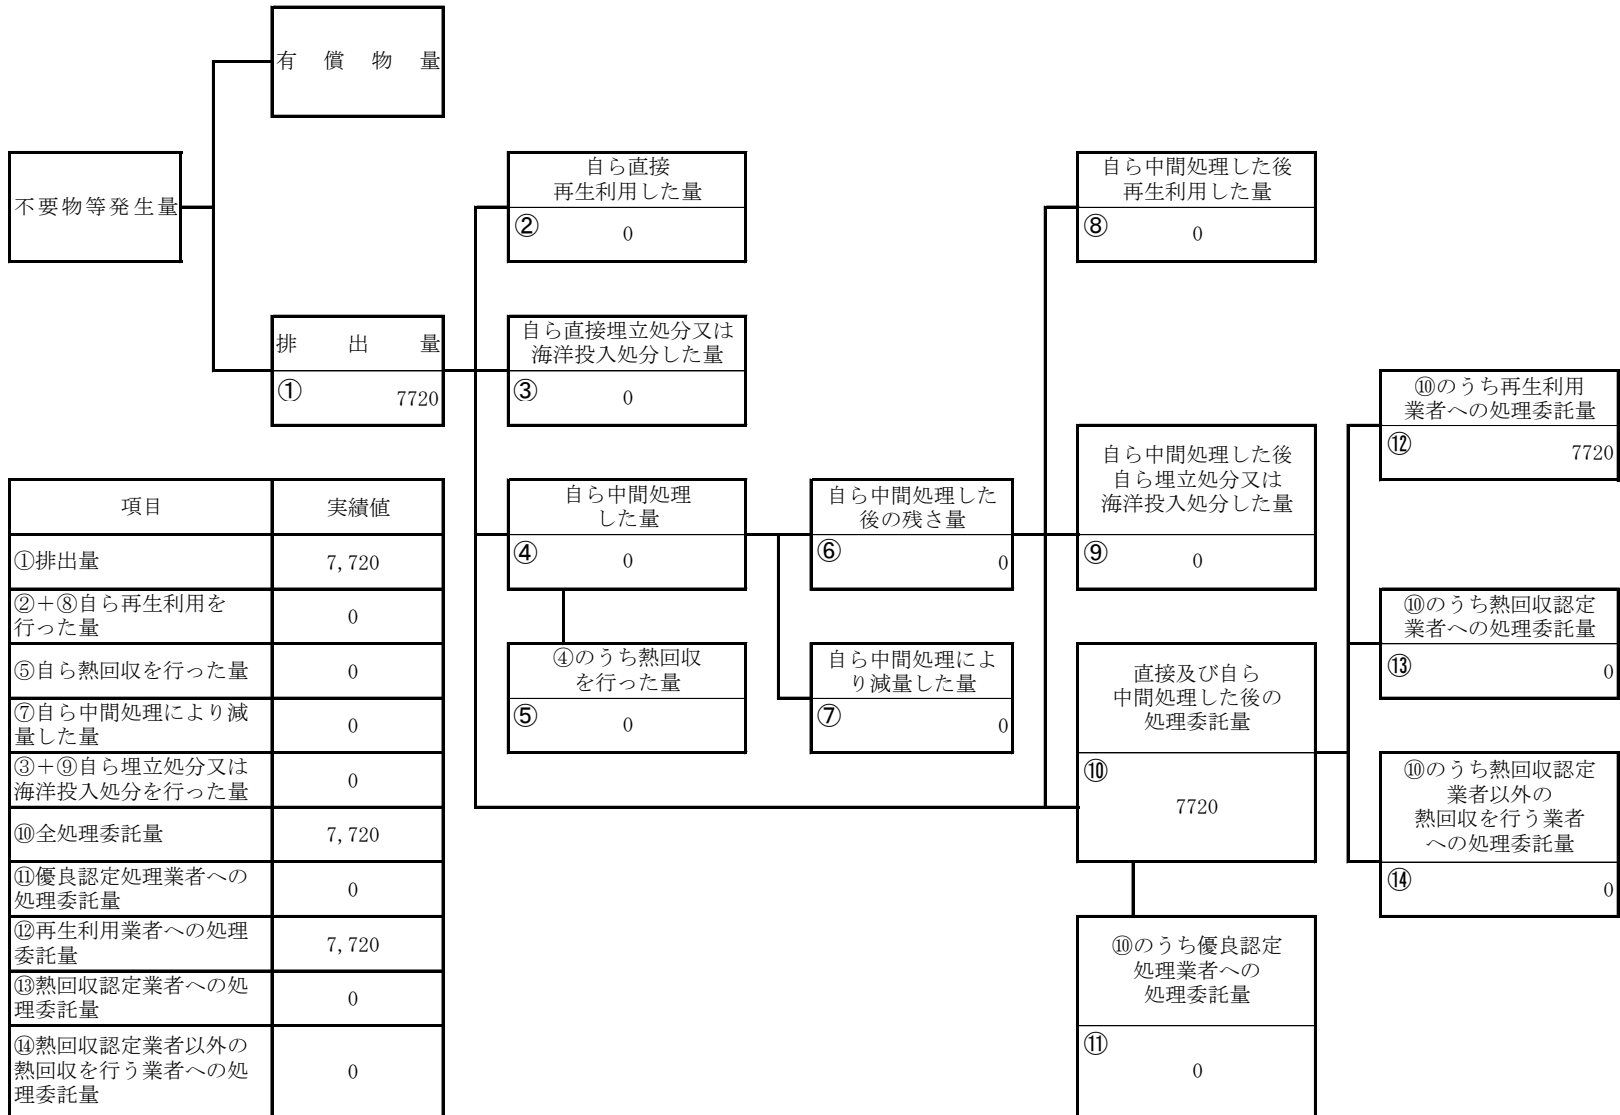 有償物量
不要物等発生量
排出量
① 7720
自ら直接
再生利用した量
② 0
自ら直接埋立処分又は
海洋投入処分した量
③ 0
自ら中間処理
した量
④ 0
④のうち熱回収
を行った量
⑤ 0
自ら中間処理した
後の残さ量
⑥ 0
自ら中間処理によ
り減量した量
⑦ 0
自ら中間処理した後
再生利用した量
⑧ 0
自ら中間処理した後
自ら埋立処分又は
海洋投入処分した量
⑨ 0
直接及び自ら
中間処理した後の
処理委託量
⑩
7720
⑩のうち優良認定
処理業者への
処理委託量
⑪
0
⑩のうち再生利用
業者への処理委託量
⑫ 7720
⑩のうち熱回収認定
業者への処理委託量
⑬ 0
⑩のうち熱回収認定
業者以外の
熱回収を行う業者
への処理委託量
⑭ 0
項目 実績値
①排出量 7,720
②+⑧自ら再生利用を
行った量 0
⑤自ら熱回収を行った量 0
⑦自ら中間処理により減
量した量 0
③+⑨自ら埋立処分又は
海洋投入処分を行った量 0
⑩全処理委託量 7,720
⑪優良認定処理業者への
処理委託量 0
⑫再生利用業者への処理
委託量 7,720
⑬熱回収認定業者への処
理委託量 0
⑭熱回収認定業者以外の
熱回収を行う業者への処
理委託量 0